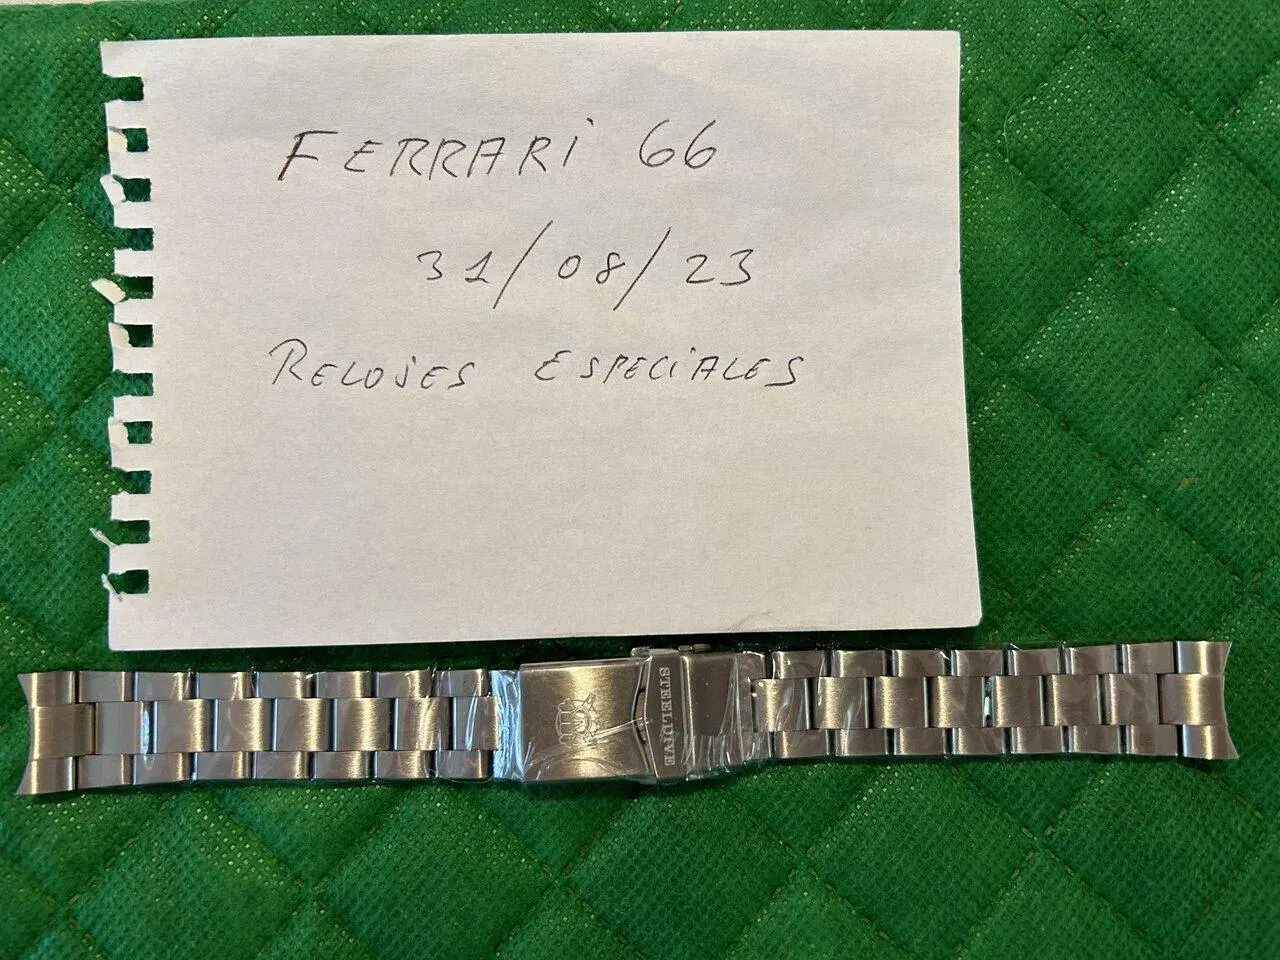 FERRARI 66
31/08/23
RELOJES ESPECIALES
STEELDIVE